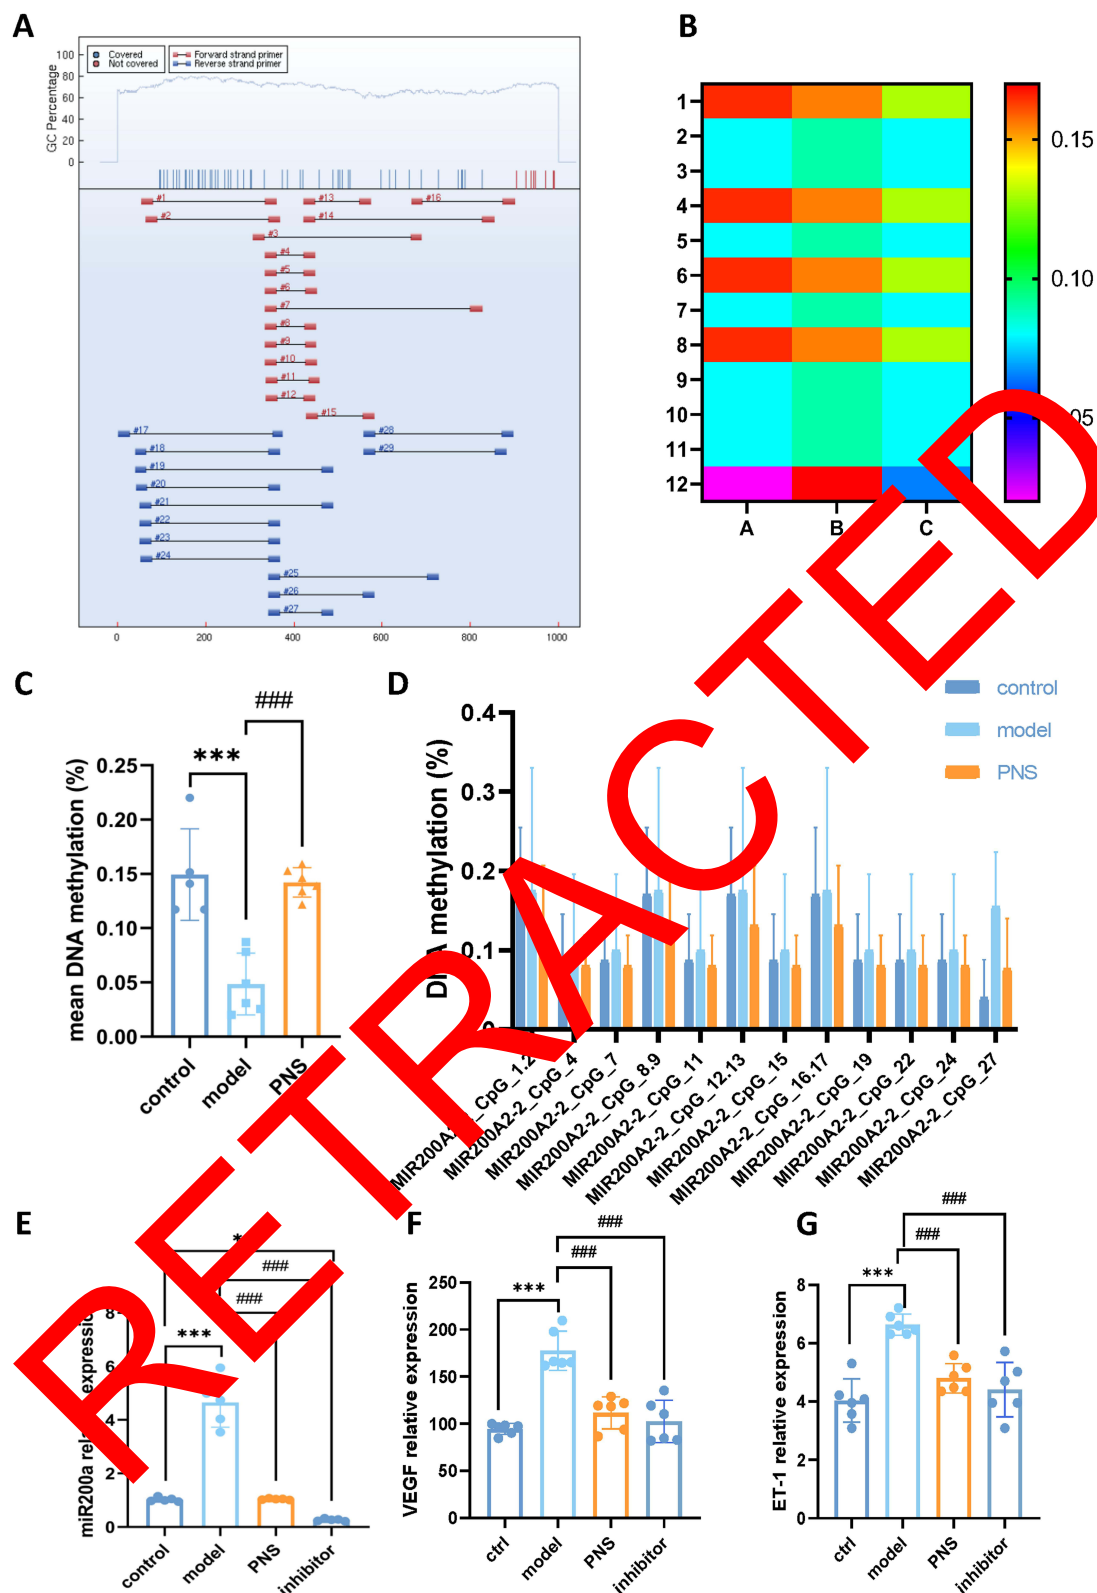 A
GC Percentage
100
80
60
40
20
0
Covered
Not covered
Forward strand primer
Reverse strand primer
#1
#13
#16
#2
#14
#3
#4
#5
#6
#7
#8
#9
#10
#11
#12
#15
#17
#28
#18
#29
#19
#20
#21
#22
#23
#24
#25
#26
#27
0 200 400 600 800 1000
B
1
2
3
4
5
6
7
8
9
10
11
12
A B C
0.15
0.10
RETRACTED
C
mean DNA methylation (%)
0.25
0.20
0.15
0.10
0.05
0.00
***
###
control
model
PNS
D
methylation (%)
0.4
0.3
0.2
0.1
control
model
PNS
MIR200A2-2_CpG_4
MIR200A2-2_CpG_7
MIR200A2-2_CpG_8.9
MIR200A2-2_CpG_11
MIR200A2-2_CpG_12.13
MIR200A2-2_CpG_15
MIR200A2-2_CpG_16.17
MIR200A2-2_CpG_19
MIR200A2-2_CpG_22
MIR200A2-2_CpG_24
MIR200A2-2_CpG_27
E
miR200a relative expression
8
6
4
2
0
***
###
###
control
model
PNS
inhibitor
F
VEGF relative expression
250
200
150
100
50
0
***
###
###
ctrl
model
PNS
inhibitor
G
ET-1 relative expression
8
6
4
2
0
***
###
###
ctrl
model
PNS
inhibitor